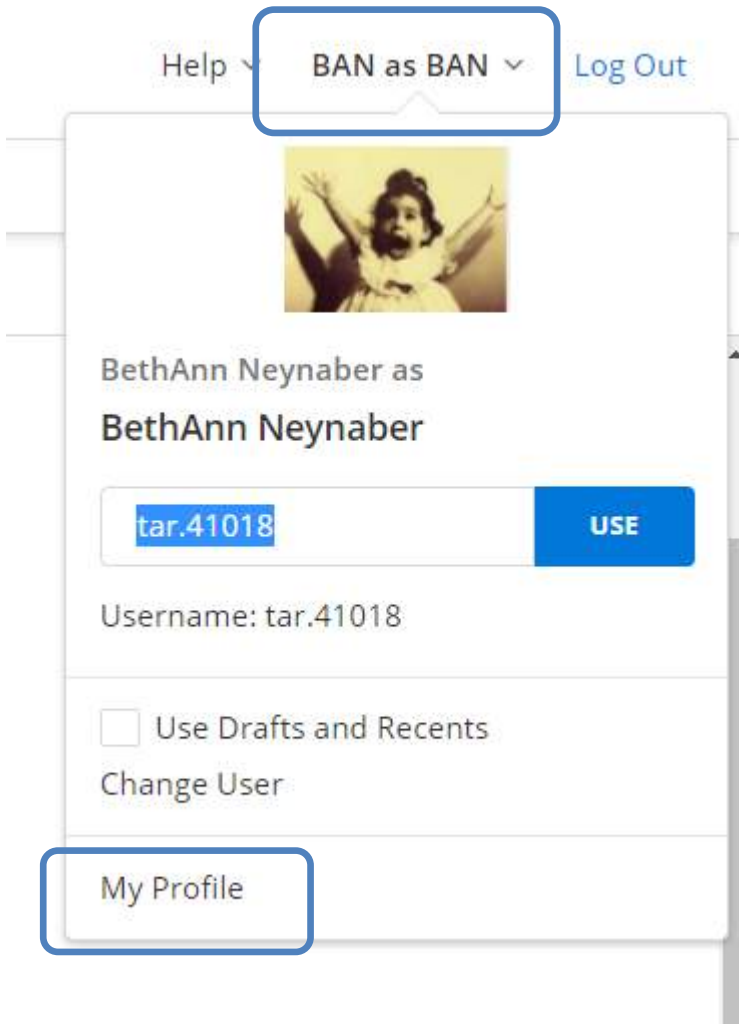 Help BAN as BAN Log Out
BethAnn Neynaber as
BethAnn Neynaber
tar.41018 USE
Username: tar.41018
Use Drafts and Recents
Change User
My Profile